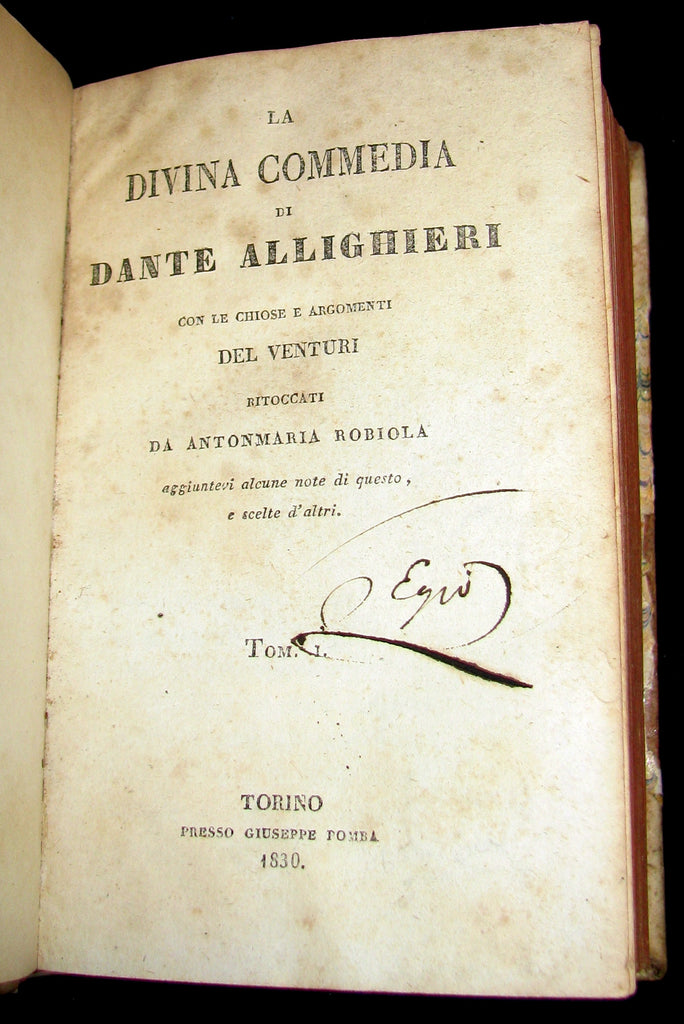 LA
DIVINA COMMEDIA
DI
DANTE ALLIGHIERI
CON LE CHIOSE E ARGOMENTI
DEL VENTURI
RITOCCATI
DA ANTONMARIA ROBIOLA
aggiuntevi alcune note di questo,
e scelte d'altri.
TOM. I.
TORINO
PRESSO GIUSEPPE POMBA
1830.